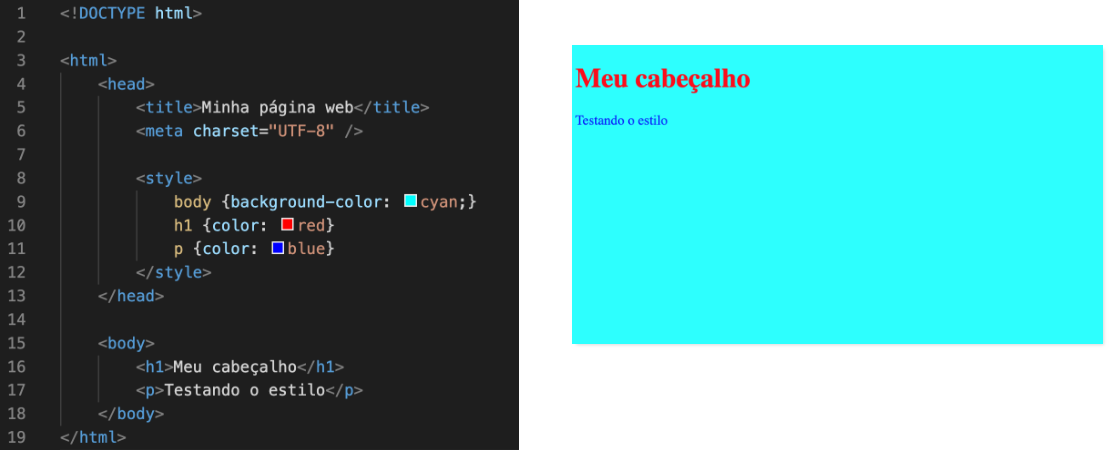 1 <!DOCTYPE html>
2
3 <html>
4 <head>
5 <title>Minha página web</title>
6 <meta charset="UTF-8" />
7
8 <style>
9 body {background-color: cyan;}
10 h1 {color: red}
11 p {color: blue}
12 </style>
13 </head>
14
15 <body>
16 <h1>Meu cabeçalho</h1>
17 <p>Testando o estilo</p>
18 </body>
19 </html>
Meu cabeçalho
Testando o estilo